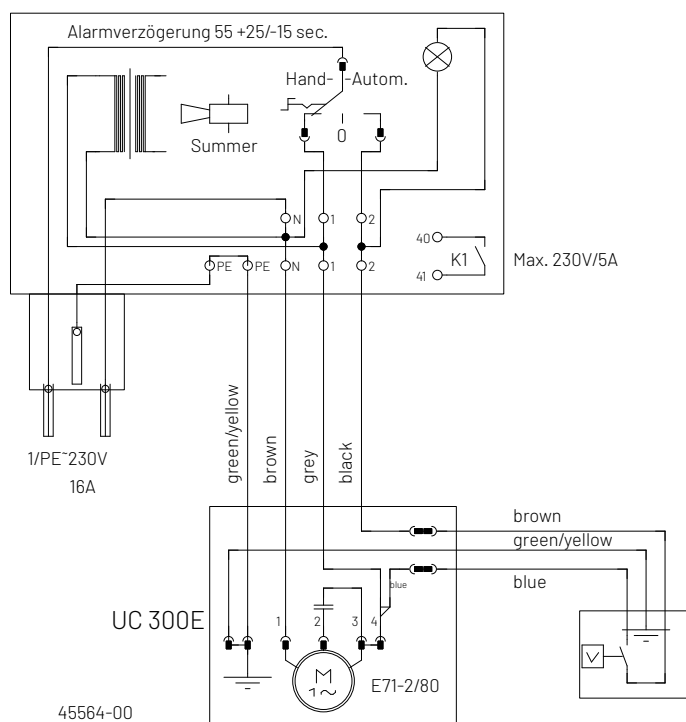 Alarmverzögerung 55 +25/-15 sec.
Hand- -Autom.
0
Summer
N 1 2
PE PE N 1 2
40
K1
41
Max. 230V/5A
1/PE~230V
16A
green/yellow
brown
grey
black
brown
green/yellow
blue
blue
UC 300E
1 2 3 4
M
1~
E71-2/80
45564-00